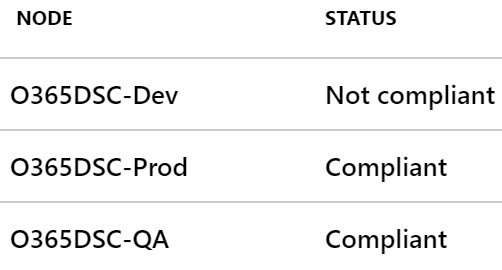 NODE STATUS
O365DSC-Dev Not compliant
O365DSC-Prod Compliant
O365DSC-QA Compliant